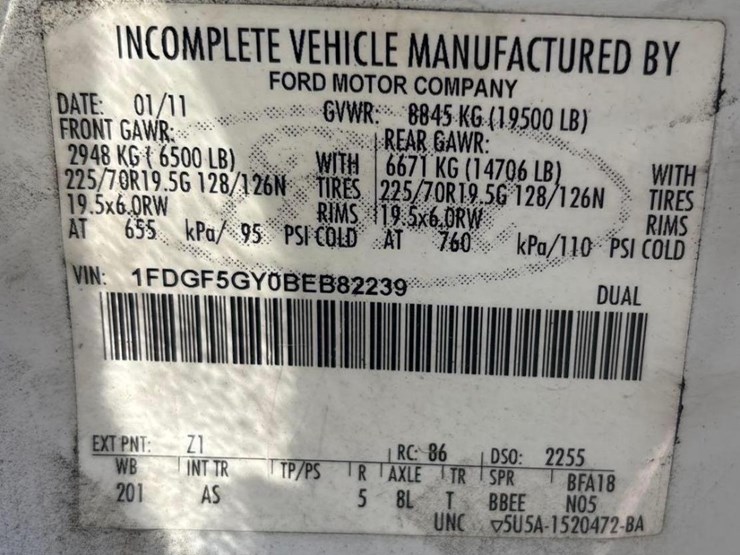 INCOMPLETE VEHICLE MANUFACTURED BY
FORD MOTOR COMPANY
DATE: 01/11 GVWR: 8845 KG (19500 LB)
FRONT GAWR: REAR GAWR:
2948 KG ( 6500 LB) WITH 6671 KG (14706 LB) WITH
225/70R19.5G 128/126N TIRES 225/70R19.5G 128/126N TIRES
19.5x6.0RW RIMS 19.5x6.0RW RIMS
AT 655 kPa/ 95 PSI COLD AT 760 kPa/110 PSI COLD
VIN: 1FDGF5GY0BEB82239 DUAL
EXT PNT: Z1 RC: 86 DSO: 2255
WB INT TR TP/PS R AXLE TR SPR BFA18
201 AS 5 8L T BBEE N05
UNC ▽5U5A-1520472-BA